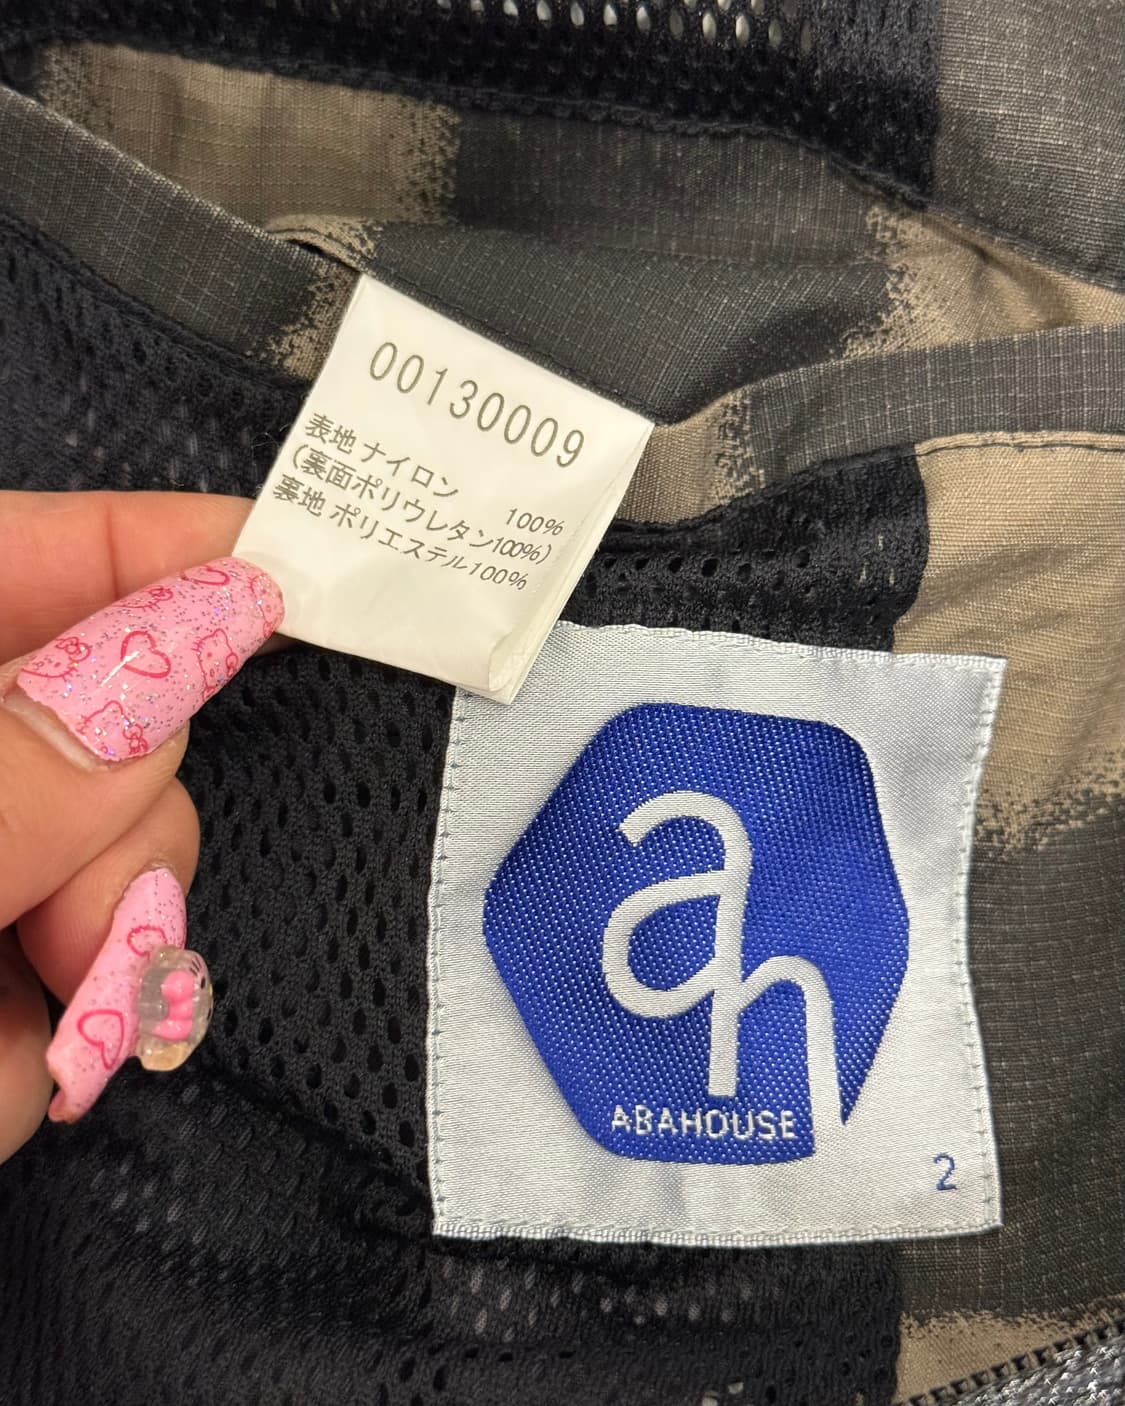 00130009
表地 ナイロン 100%
(裏面ポリウレタン100%)
裏地 ポリエステル100%
an
ABAHOUSE
2